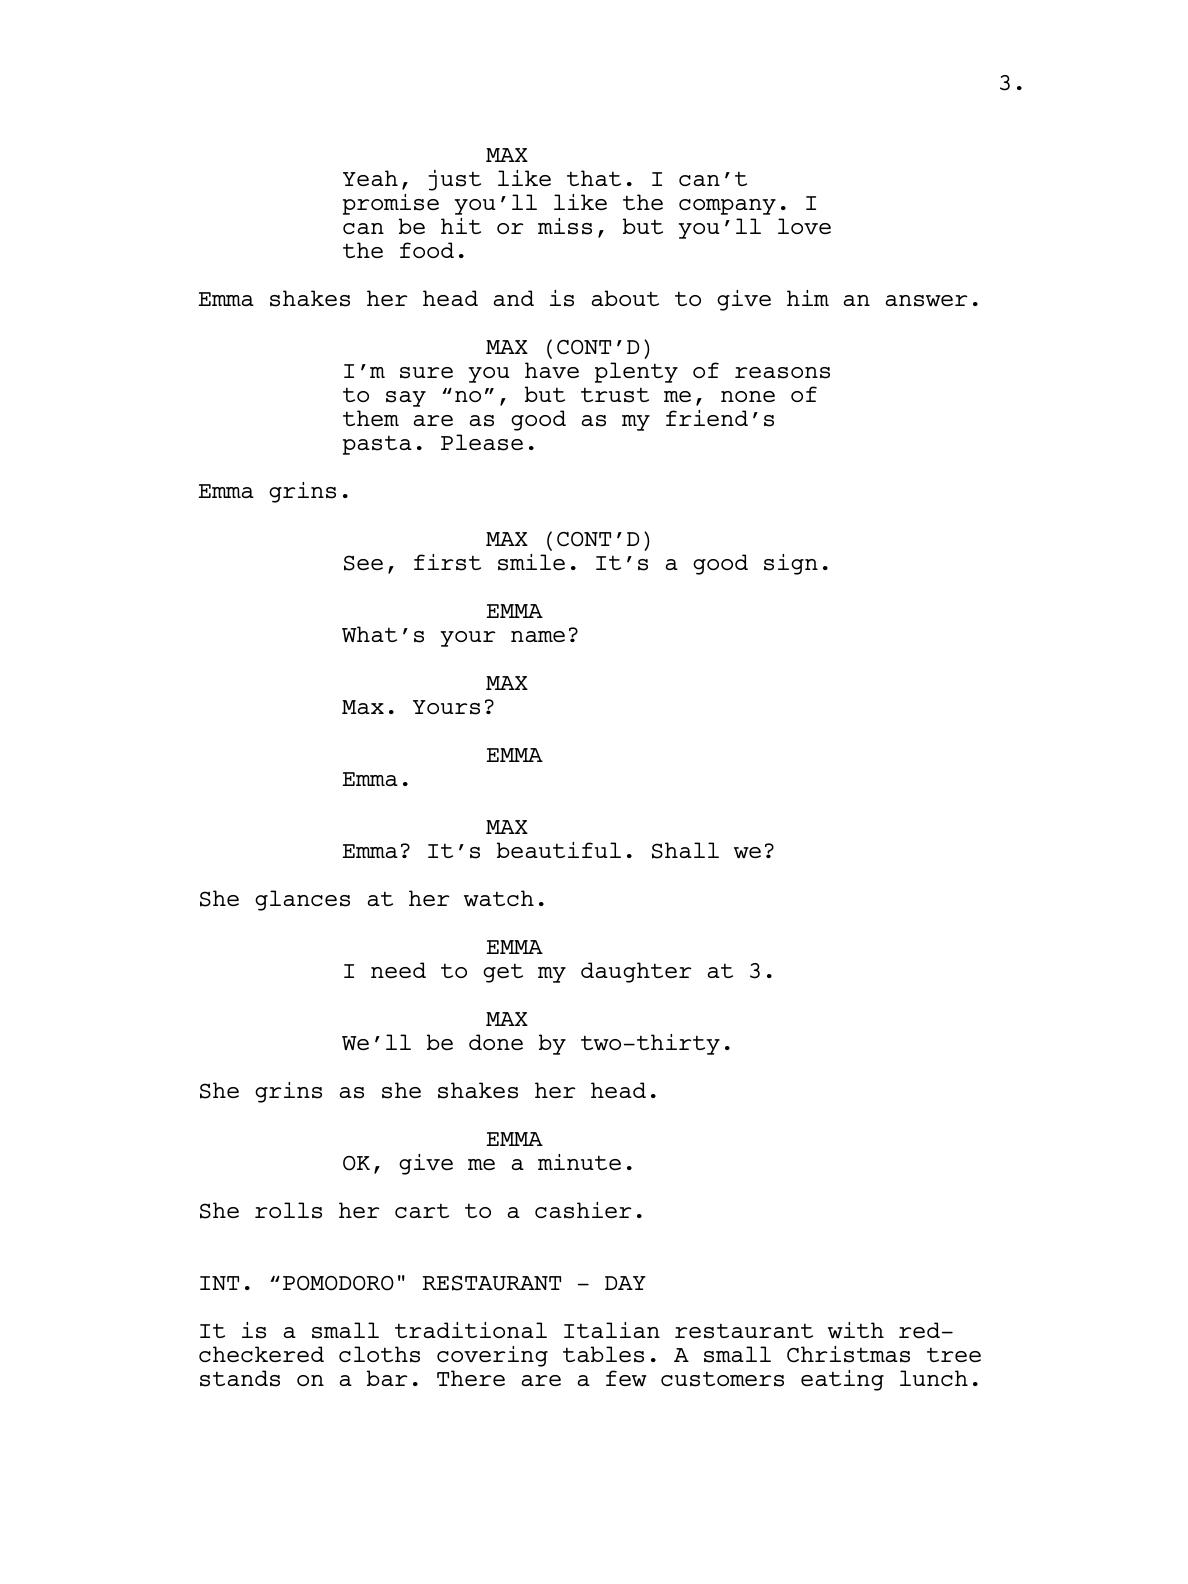 3.
MAX
Yeah, just like that. I can’t
promise you’ll like the company. I
can be hit or miss, but you’ll love
the food.
Emma shakes her head and is about to give him an answer.
MAX (CONT’D)
I’m sure you have plenty of reasons
to say “no”, but trust me, none of
them are as good as my friend’s
pasta. Please.
Emma grins.
MAX (CONT’D)
See, first smile. It’s a good sign.
EMMA
What’s your name?
MAX
Max. Yours?
EMMA
Emma.
MAX
Emma? It’s beautiful. Shall we?
She glances at her watch.
EMMA
I need to get my daughter at 3.
MAX
We’ll be done by two-thirty.
She grins as she shakes her head.
EMMA
OK, give me a minute.
She rolls her cart to a cashier.
INT. “POMODORO" RESTAURANT - DAY
It is a small traditional Italian restaurant with red-
checkered cloths covering tables. A small Christmas tree
stands on a bar. There are a few customers eating lunch.